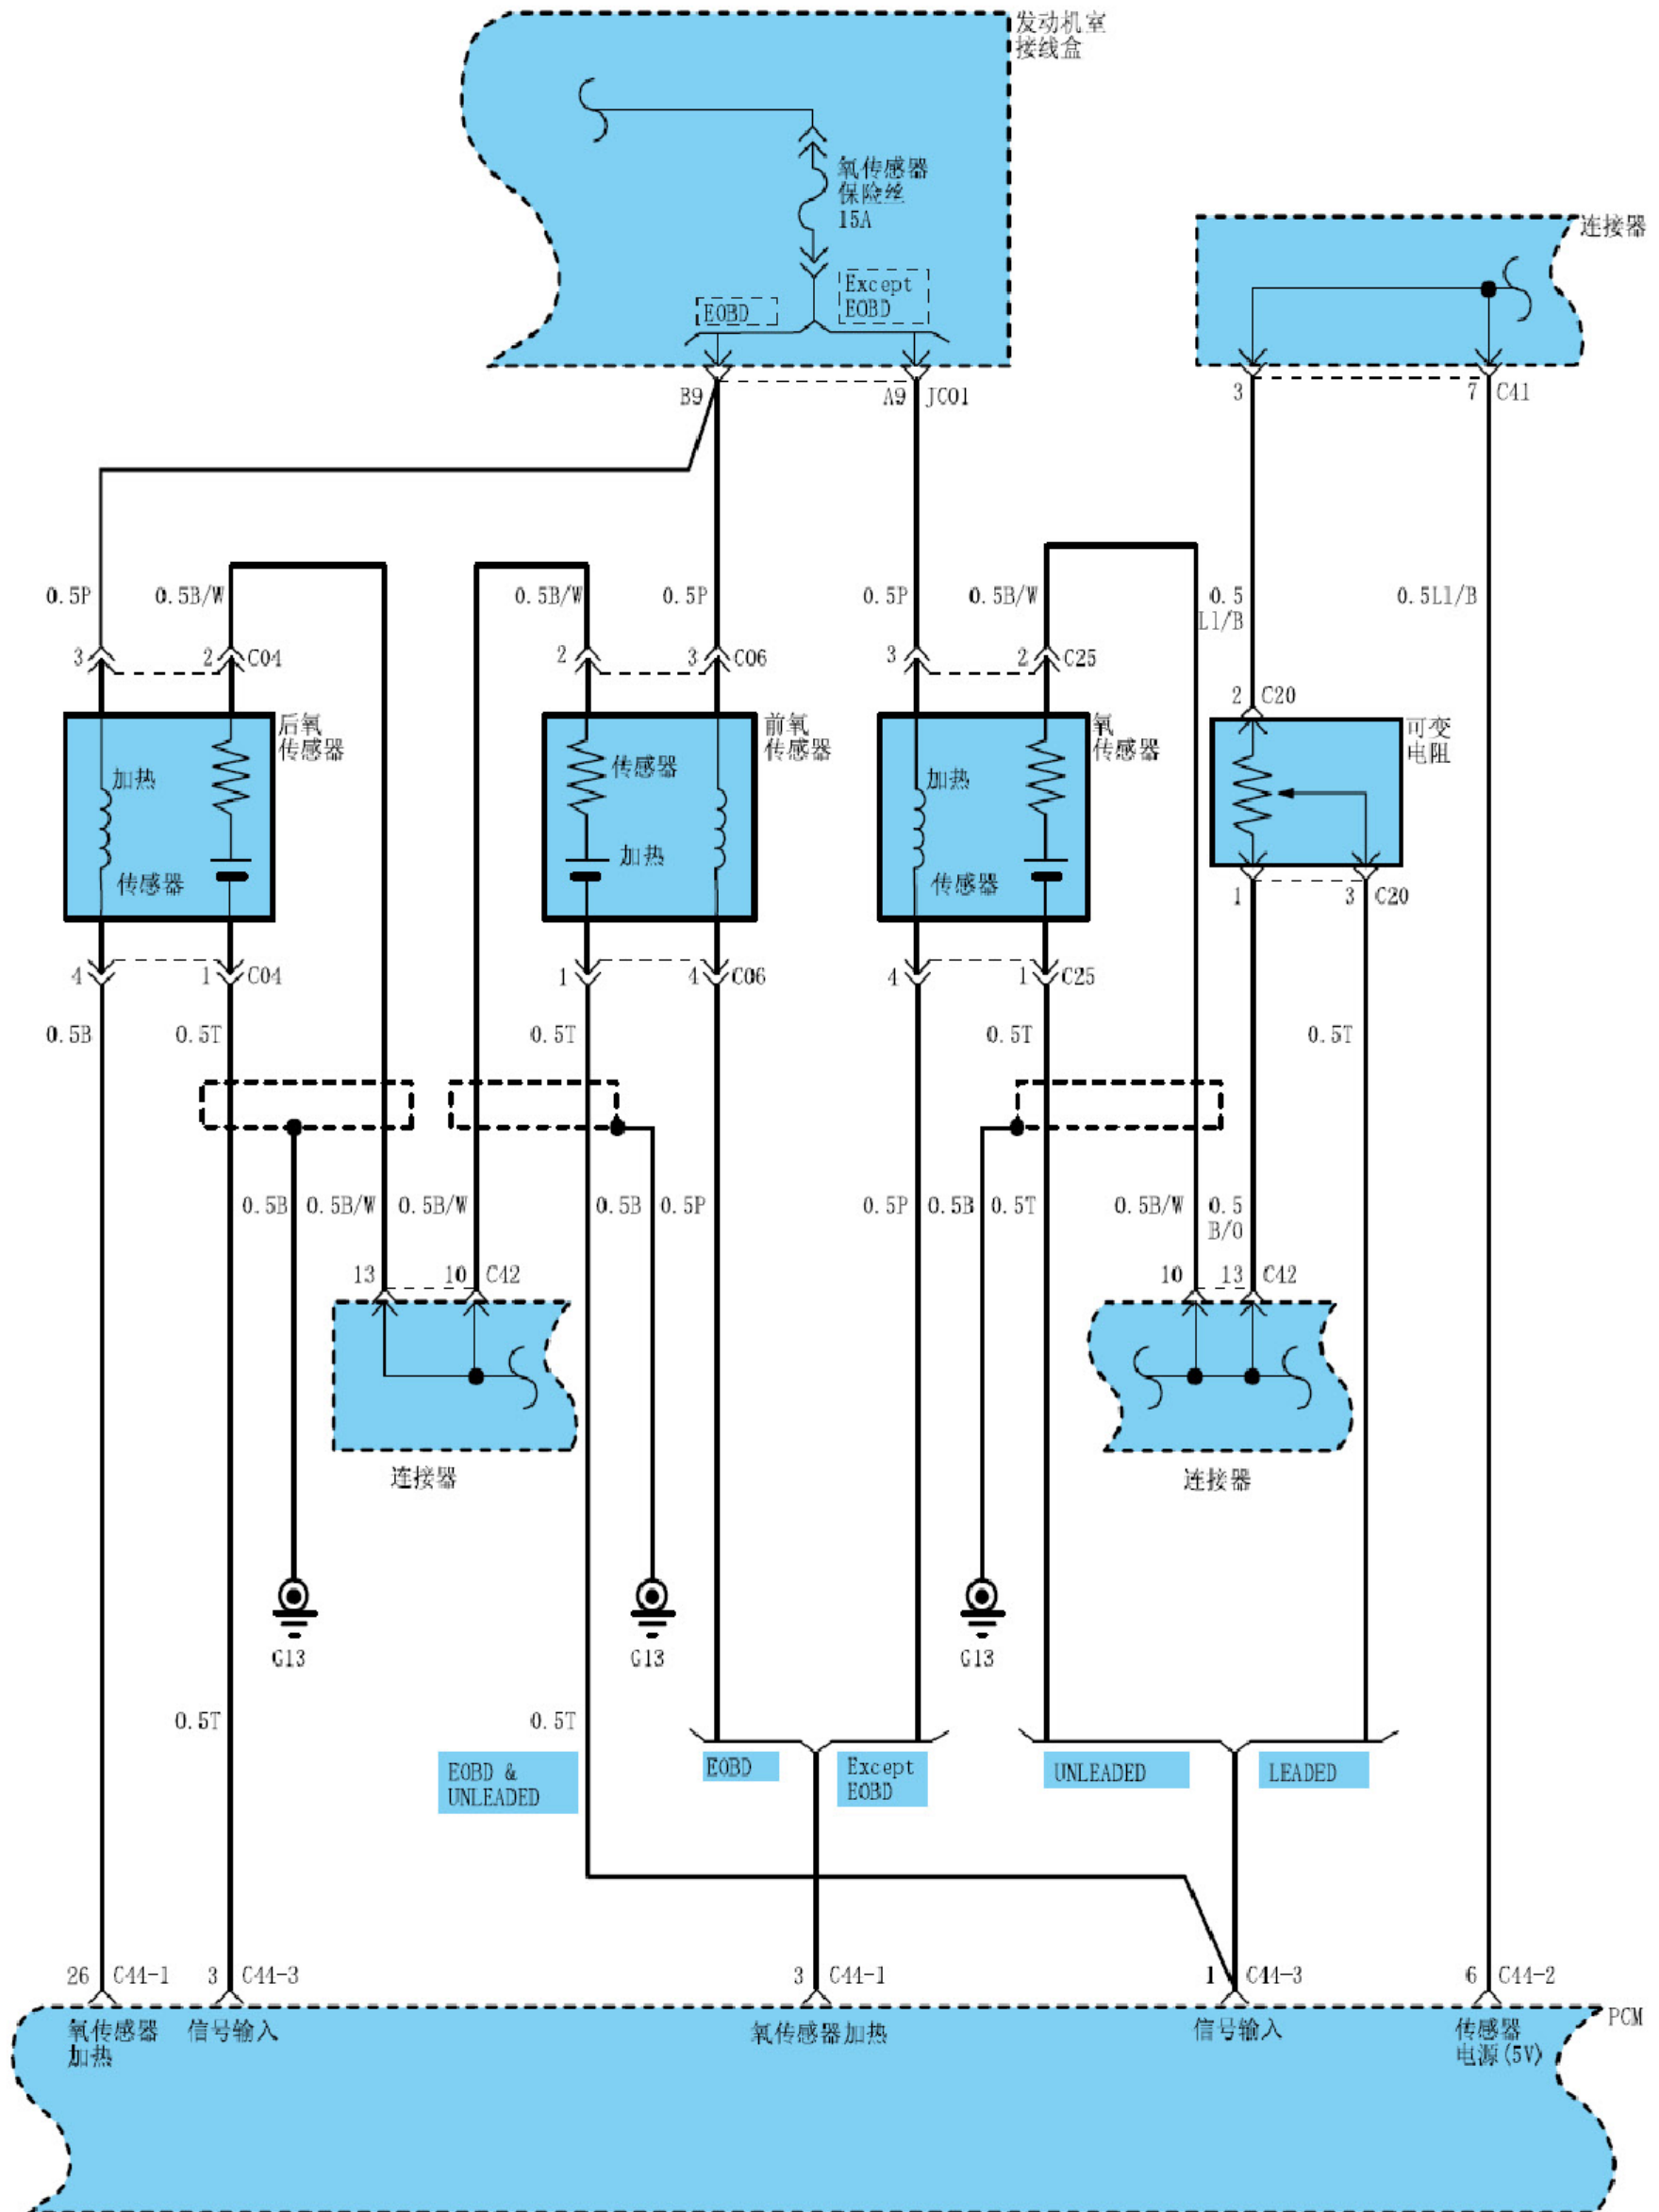 发动机室
接线盒
氧传感器
保险丝
15A
EOBD
Except
EOBD
连接器
B9
A9
JC01
3
7
C41
0.5P
0.5B/W
0.5B/W
0.5P
0.5P
0.5B/W
0.5
L1/B
0.5L1/B
3
2
C04
2
3
C06
3
2
C25
2
C20
后氧
传感器
加热
传感器
前氧
传感器
传感器
加热
氧
传感器
加热
传感器
可变
电阻
1
3
C20
4
1
C04
1
4
C06
4
1
C25
0.5B
0.5T
0.5T
0.5T
0.5T
0.5B
0.5B/W
0.5B/W
0.5B
0.5P
0.5P
0.5B
0.5T
0.5B/W
0.5
B/O
13
10
C42
10
13
C42
连接器
连接器
G13
G13
G13
0.5T
0.5T
EOBD &
UNLEADED
EOBD
Except
EOBD
UNLEADED
LEADED
26
C44-1
3
C44-3
3
C44-1
1
C44-3
6
C44-2
PCM
氧传感器
加热
信号输入
氧传感器加热
信号输入
传感器
电源(5V)